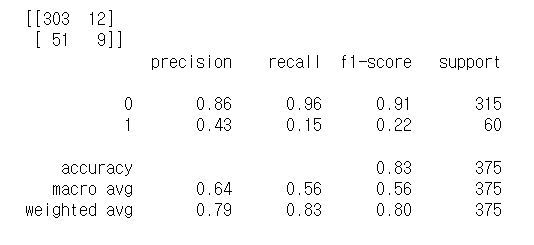 [[303 12]
[ 51 9]]
precision recall f1-score support
0 0.86 0.96 0.91 315
1 0.43 0.15 0.22 60
accuracy 0.83 375
macro avg 0.64 0.56 0.56 375
weighted avg 0.79 0.83 0.80 375